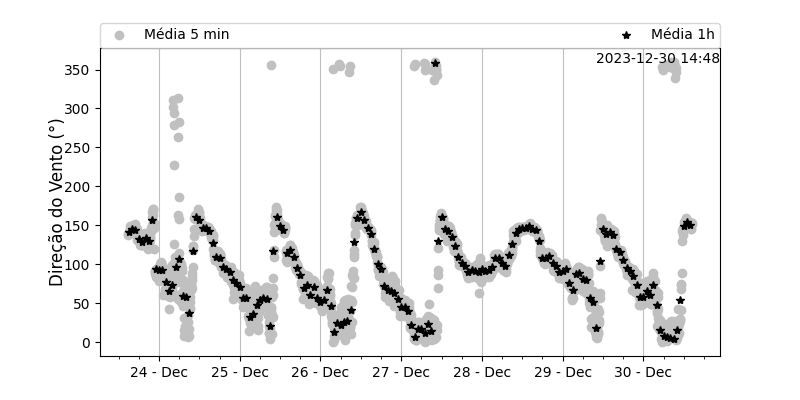 Média 5 min
Média 1h
2023-12-30 14:48
Direção do Vento (°)
350
300
250
200
150
100
50
0
24 - Dec
25 - Dec
26 - Dec
27 - Dec
28 - Dec
29 - Dec
30 - Dec